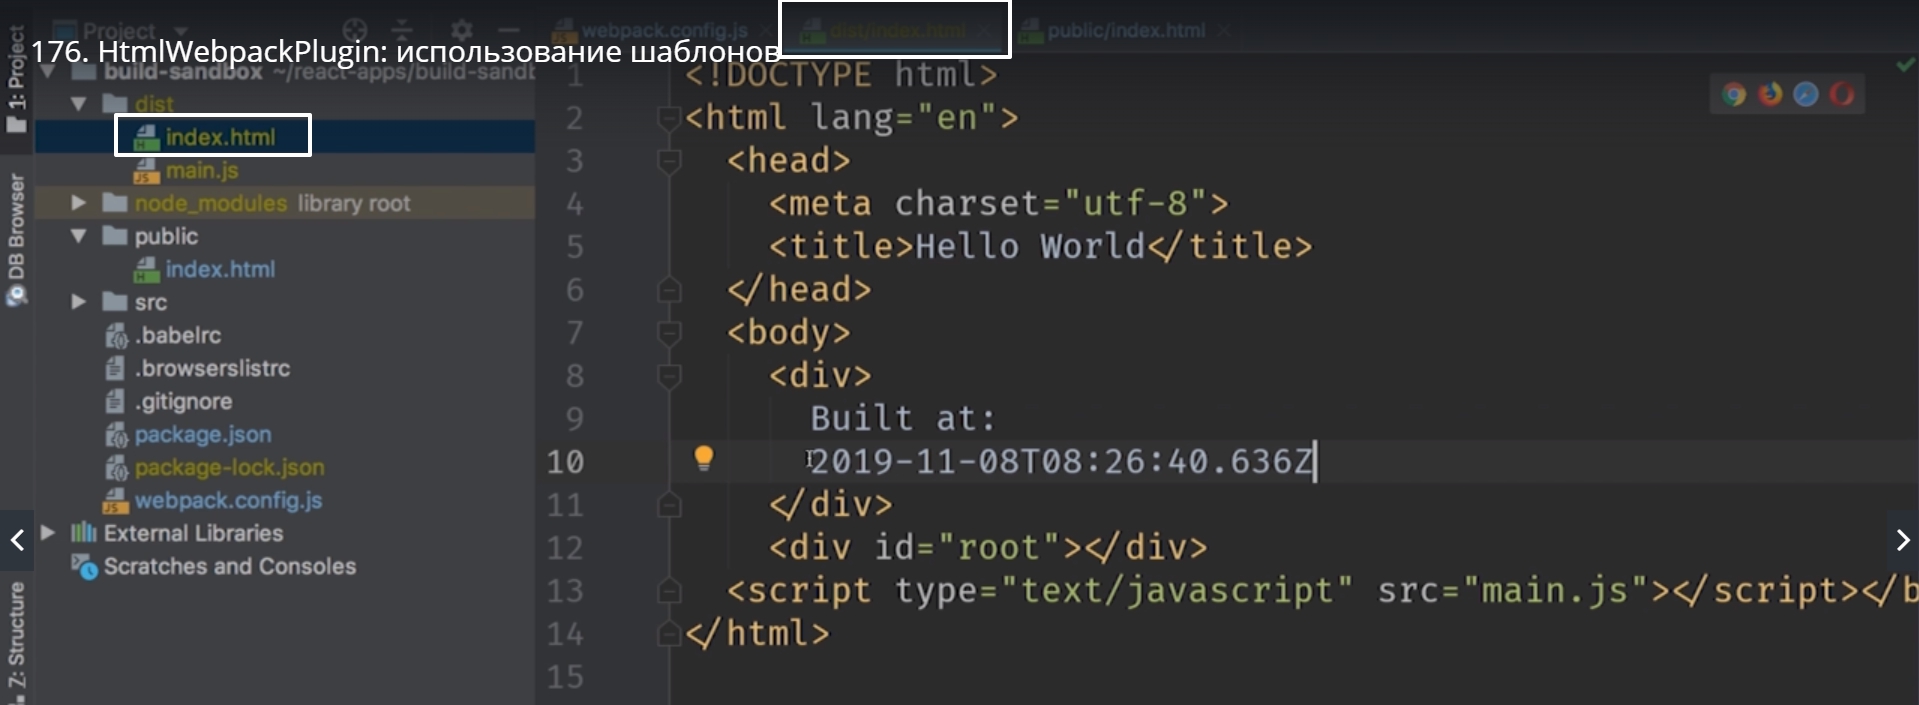 1: Project
DB Browser
Z: Structure
Project
176. HtmlWebpackPlugin: использование шаблонов
build-sandbox ~/react-apps/build-sandb
dist
index.html
main.js
node_modules library root
public
index.html
src
.babelrc
.browserslistrc
.gitignore
package.json
package-lock.json
webpack.config.js
External Libraries
Scratches and Consoles
webpack.config.js
dist/index.html
public/index.html
1 <!DOCTYPE html>
2 <html lang="en">
3 <head>
4 <meta charset="utf-8">
5 <title>Hello World</title>
6 </head>
7 <body>
8 <div>
9 Built at:
10 2019-11-08T08:26:40.636Z
11 </div>
12 <div id="root"></div>
13 <script type="text/javascript" src="main.js"></script></b
14 </html>
15